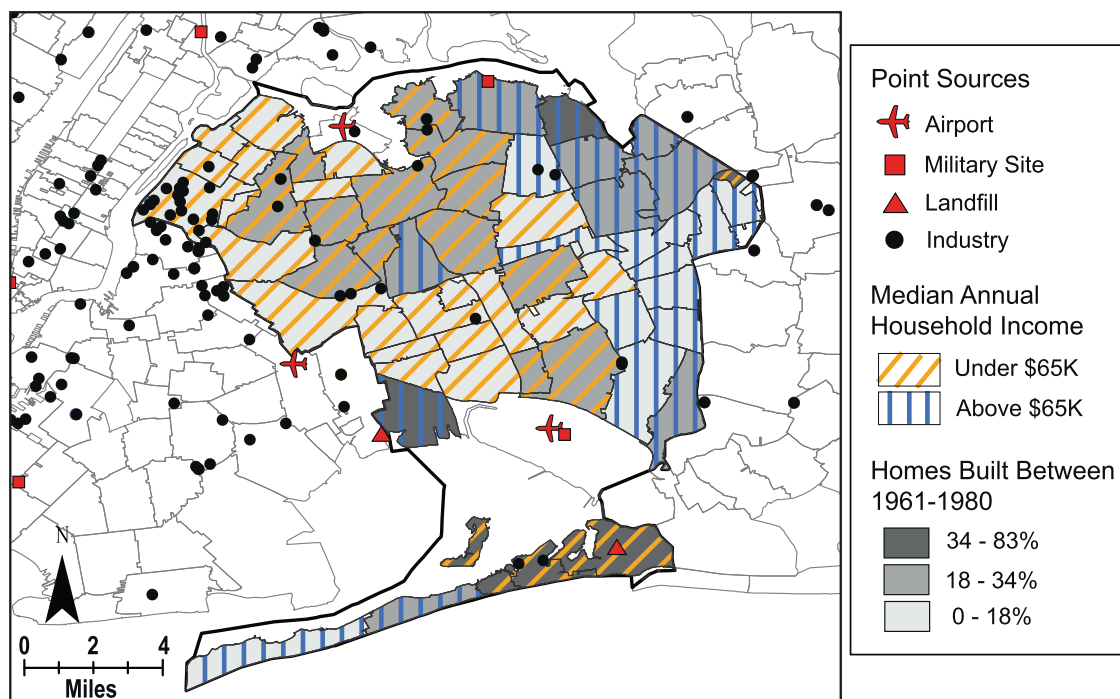 N
0 2 4
Miles
Point Sources
Airport
Military Site
Landfill
Industry
Median Annual
Household Income
Under $65K
Above $65K
Homes Built Between
1961-1980
34 - 83%
18 - 34%
0 - 18%